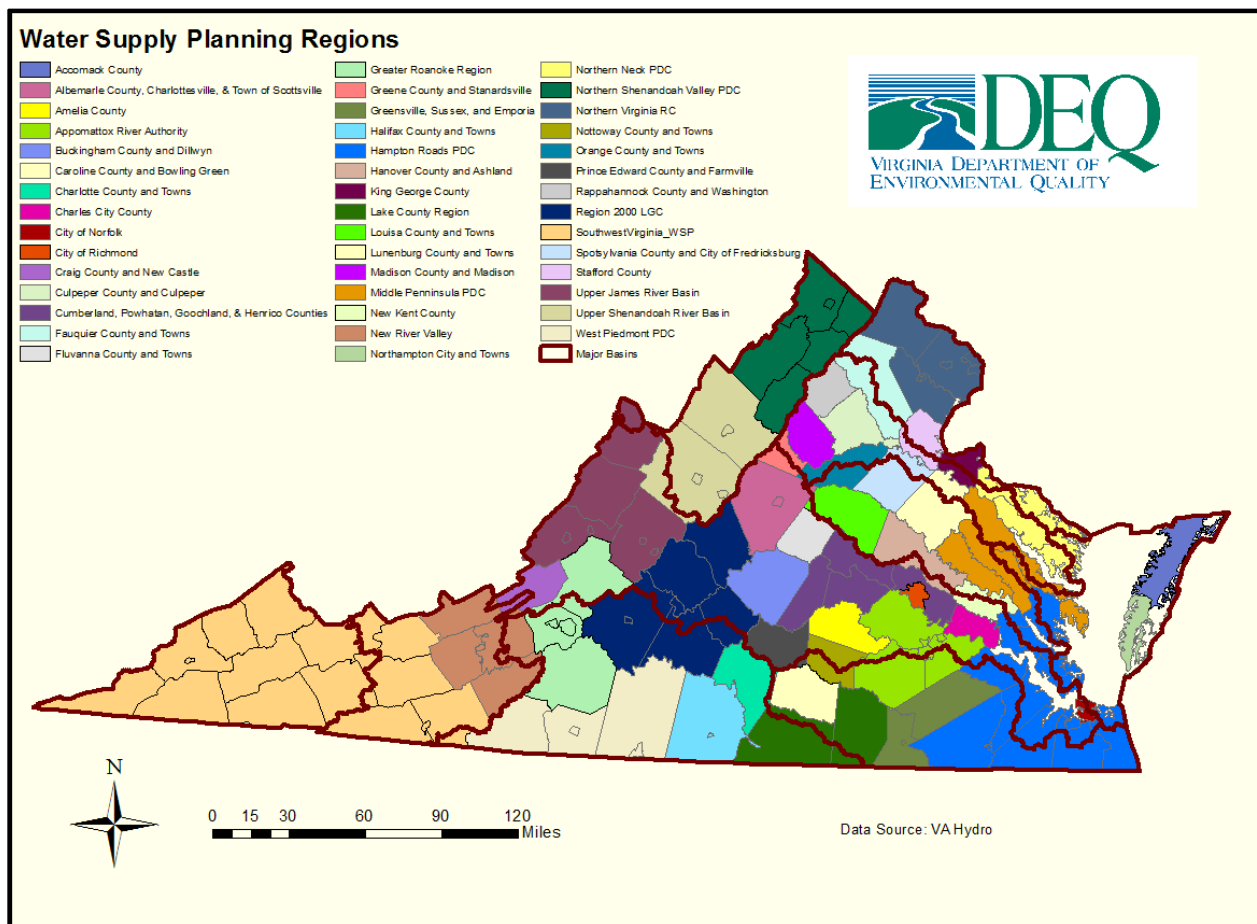 Water Supply Planning Regions
Accomack County
Albemarle County, Charlottesville, & Town of Scottsville
Amelia County
Appomattox River Authority
Buckingham County and Dillwyn
Caroline County and Bowling Green
Charlotte County and Towns
Charles City County
City of Norfolk
City of Richmond
Craig County and New Castle
Culpeper County and Culpeper
Cumberland, Powhatan, Goochland, & Henrico Counties
Fauquier County and Towns
Fluvanna County and Towns
Greater Roanoke Region
Greene County and Stanardsville
Greensville, Sussex, and Emporia
Halifax County and Towns
Hampton Roads PDC
Hanover County and Ashland
King George County
Lake County Region
Louisa County and Towns
Lunenburg County and Towns
Madison County and Madison
Middle Penninsula PDC
New Kent County
New River Valley
Northampton City and Towns
Northern Neck PDC
Northern Shenandoah Valley PDC
Northern Virginia RC
Nottoway County and Towns
Orange County and Towns
Prince Edward County and Farmville
Rappahannock County and Washington
Region 2000 LGC
SouthwestVirginia_WSP
Spotsylvania County and City of Fredricksburg
Stafford County
Upper James River Basin
Upper Shenandoah River Basin
West Piedmont PDC
Major Basins
DEQ
VIRGINIA DEPARTMENT OF
ENVIRONMENTAL QUALITY
N
0 15 30 60 90 120
Miles
Data Source: VA Hydro